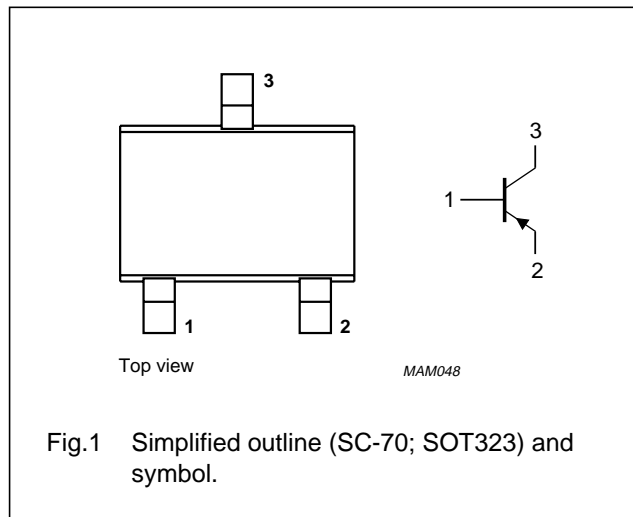 3
3
1
2
1
2
Top view
MAM048
Fig.1 Simplified outline (SC-70; SOT323) and
symbol.